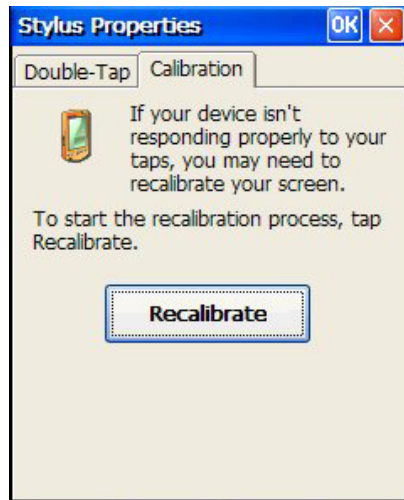 Stylus Properties OK
Double-Tap Calibration
If your device isn't
responding properly to your
taps, you may need to
recalibrate your screen.
To start the recalibration process, tap
Recalibrate.
Recalibrate